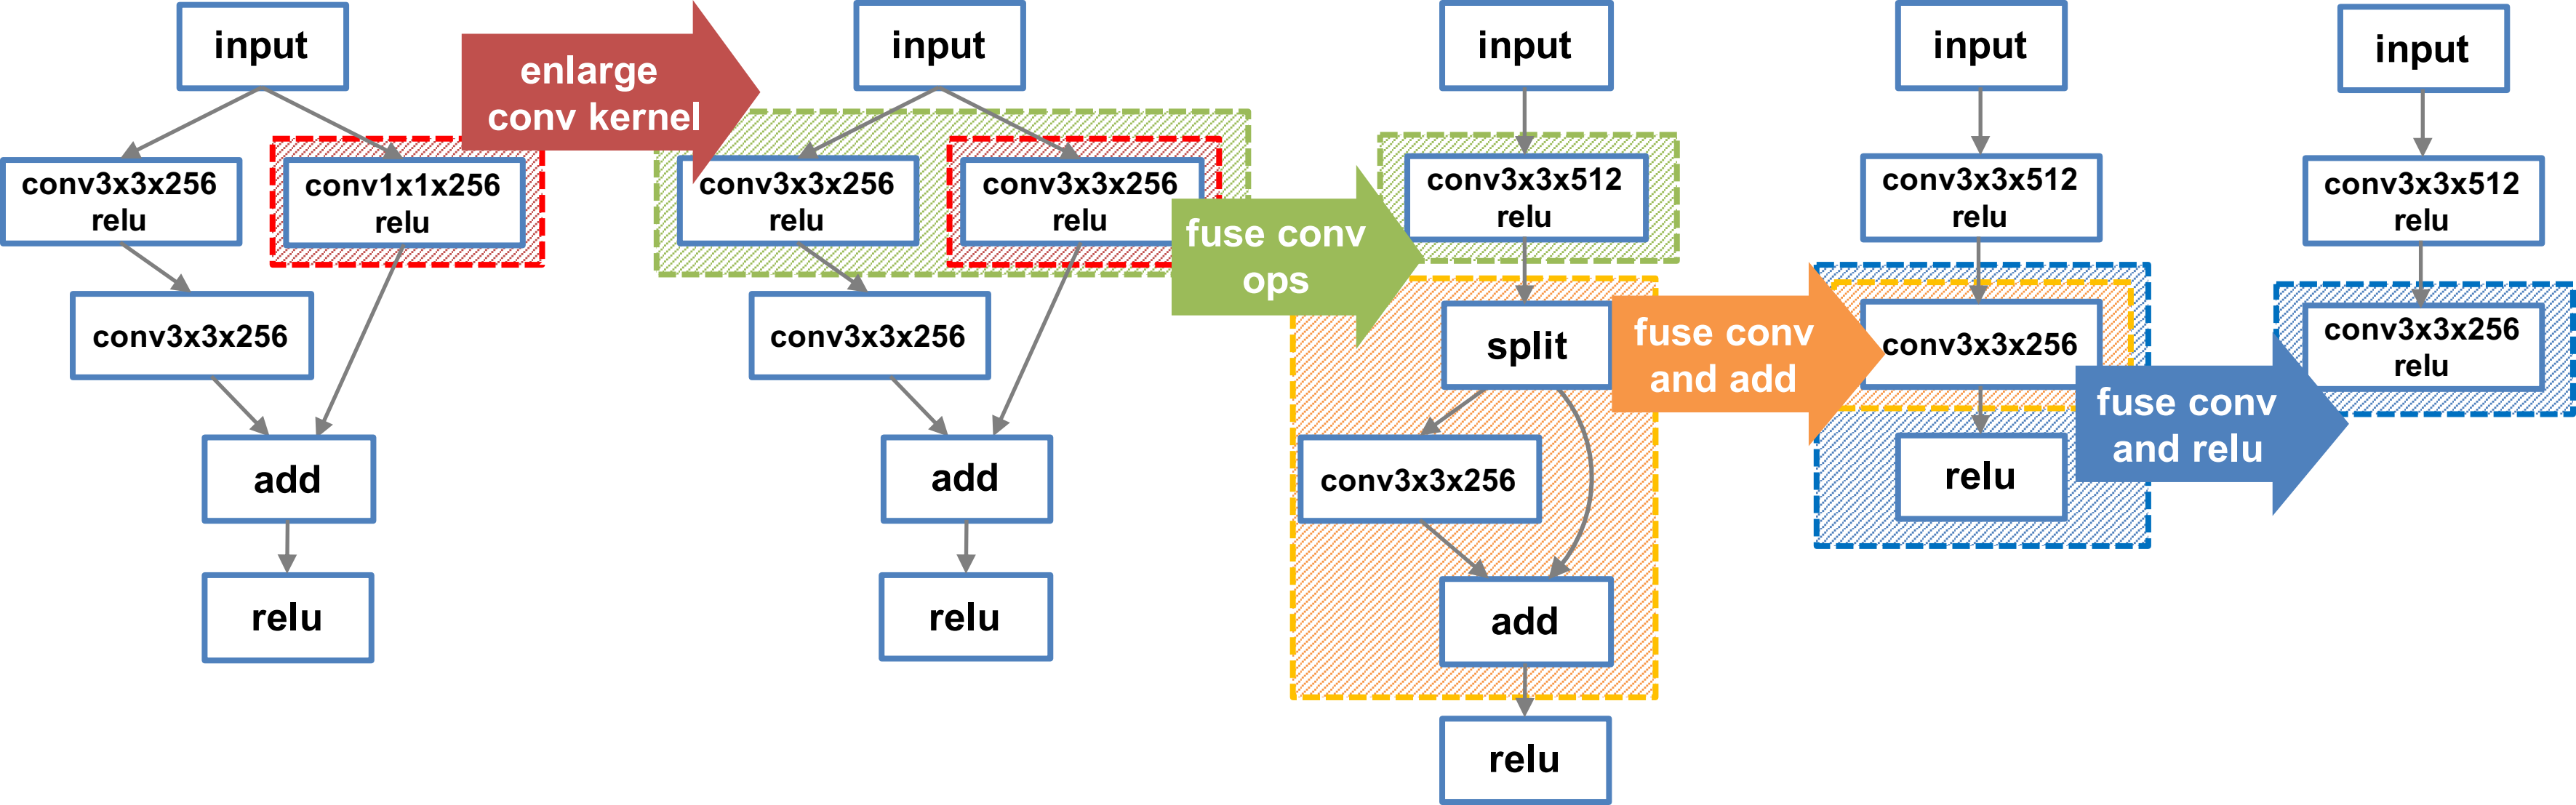 input
conv3x3x256
relu
conv1x1x256
relu
conv3x3x256
add
relu
enlarge
conv kernel
input
conv3x3x256
relu
conv3x3x256
relu
conv3x3x256
add
relu
fuse conv
ops
input
conv3x3x512
relu
split
conv3x3x256
add
relu
fuse conv
and add
input
conv3x3x512
relu
conv3x3x256
relu
fuse conv
and relu
input
conv3x3x512
relu
conv3x3x256
relu